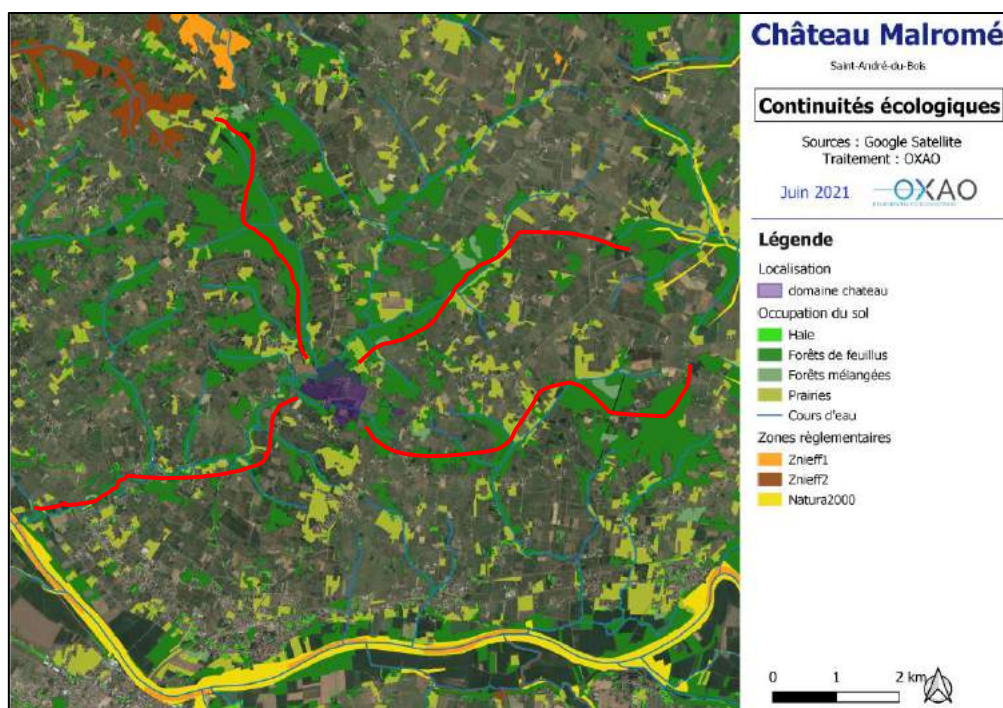 Château Malromé
Saint-André-du-Bois
Continuités écologiques
Sources : Google Satellite
Traitement : OXAO
Juin 2021
OXAO
Légende
Localisation
domaine chateau
Occupation du sol
Haie
Forêts de feuillus
Forêts mélangées
Prairies
Cours d'eau
Zones règlementaires
Znieff1
Znieff2
Natura2000
0 1 2 km